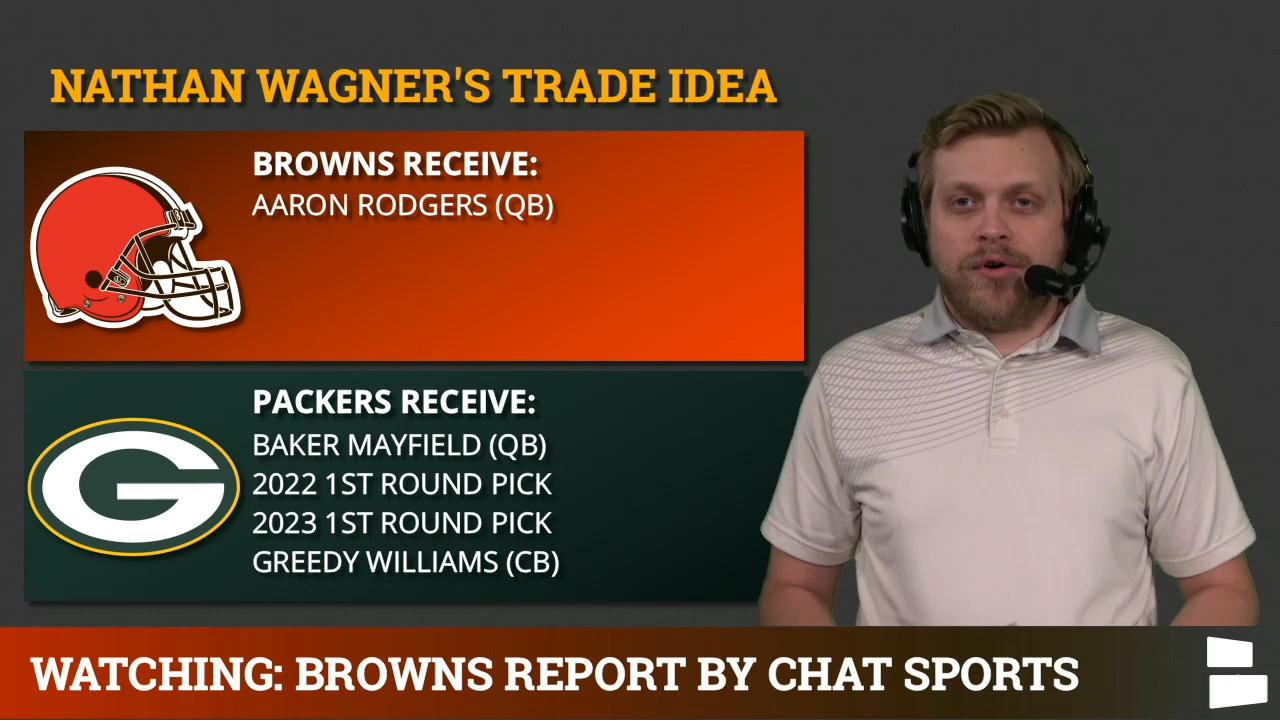 NATHAN WAGNER'S TRADE IDEA
BROWNS RECEIVE:
AARON RODGERS (QB)
PACKERS RECEIVE:
BAKER MAYFIELD (QB)
2022 1ST ROUND PICK
2023 1ST ROUND PICK
GREEDY WILLIAMS (CB)
G
WATCHING: BROWNS REPORT BY CHAT SPORTS